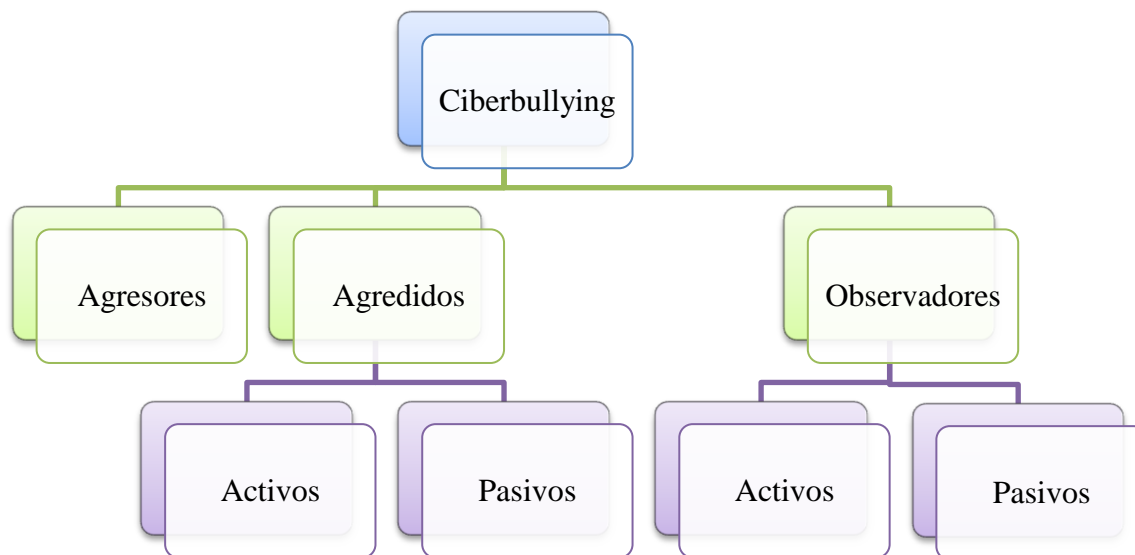 Ciberbullying
Agresores
Agredidos
Observadores
Activos
Pasivos
Activos
Pasivos